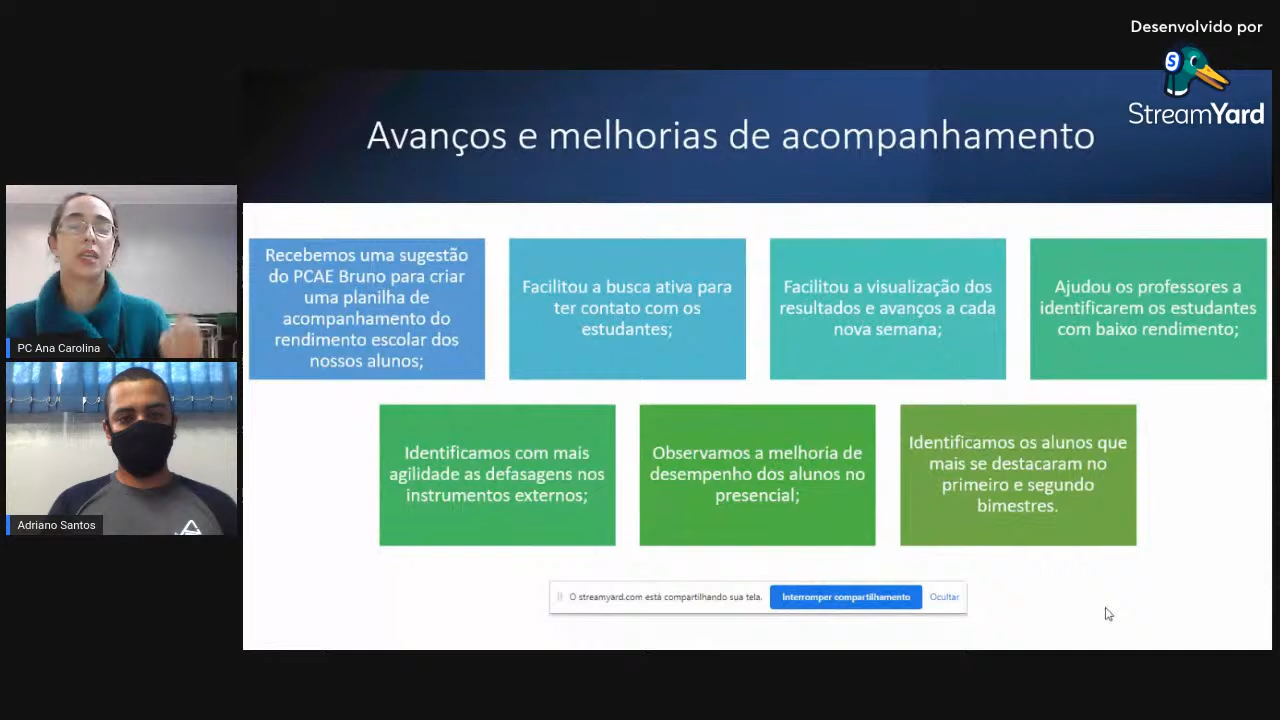 Desenvolvido por
StreamYard
Avanços e melhorias de acompanhamento
Recebemos uma sugestão
do PCAE Bruno para criar
uma planilha de
acompanhamento do
rendimento escolar dos
nossos alunos;
Facilitou a busca ativa para
ter contato com os
estudantes;
Facilitou a visualização dos
resultados e avanços a cada
nova semana;
Ajudou os professores a
identificarem os estudantes
com baixo rendimento;
Identificamos com mais
agilidade as defasagens nos
instrumentos externos;
Observamos a melhoria de
desempenho dos alunos no
presencial;
Identificamos os alunos que
mais se destacaram no
primeiro e segundo
bimestres.
PC Ana Carolina
Adriano Santos
O streamyard.com está compartilhando sua tela.
Interromper compartilhamento
Ocultar